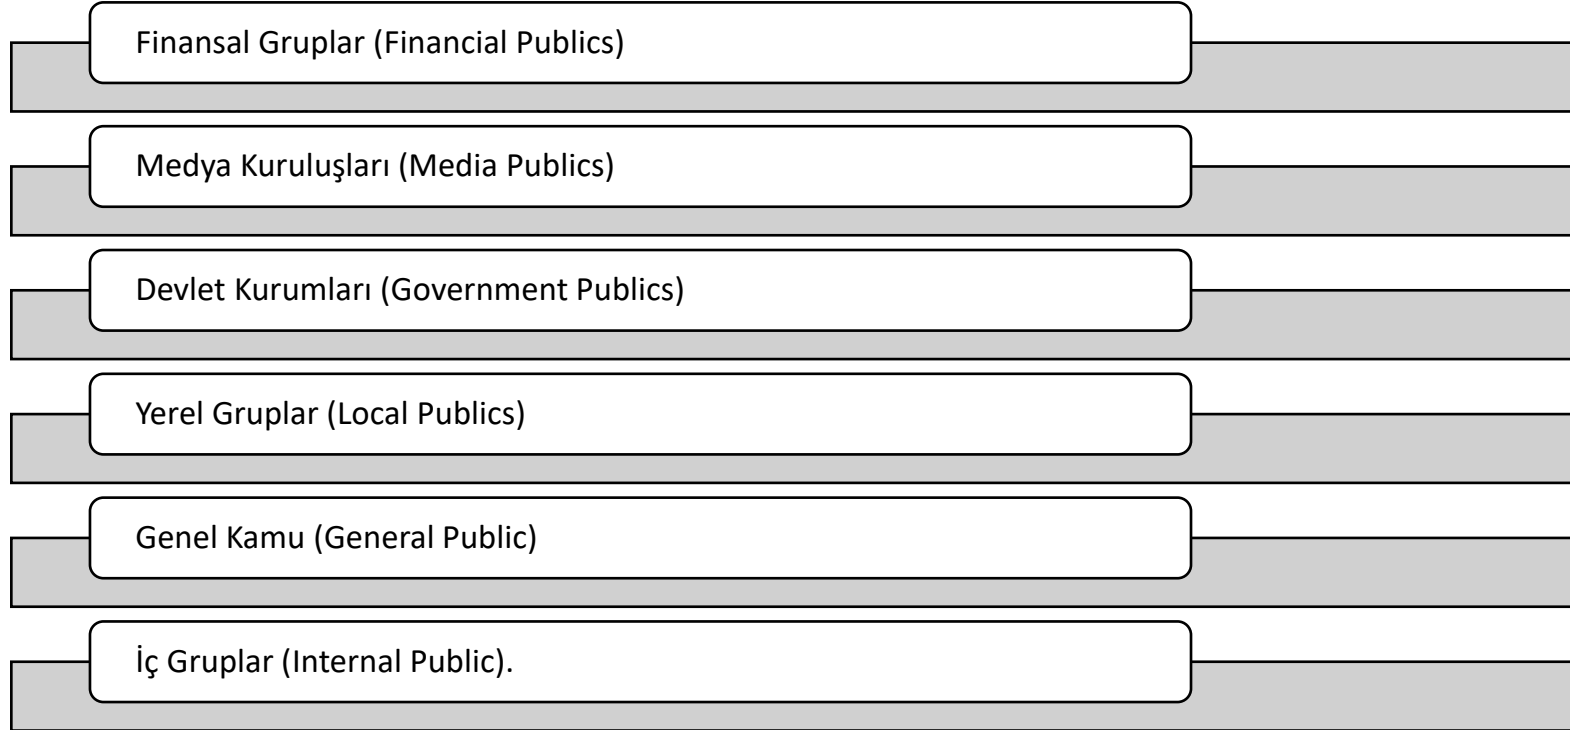 Finansal Gruplar (Financial Publics)
Medya Kuruluşları (Media Publics)
Devlet Kurumları (Government Publics)
Yerel Gruplar (Local Publics)
Genel Kamu (General Public)
İç Gruplar (Internal Public).